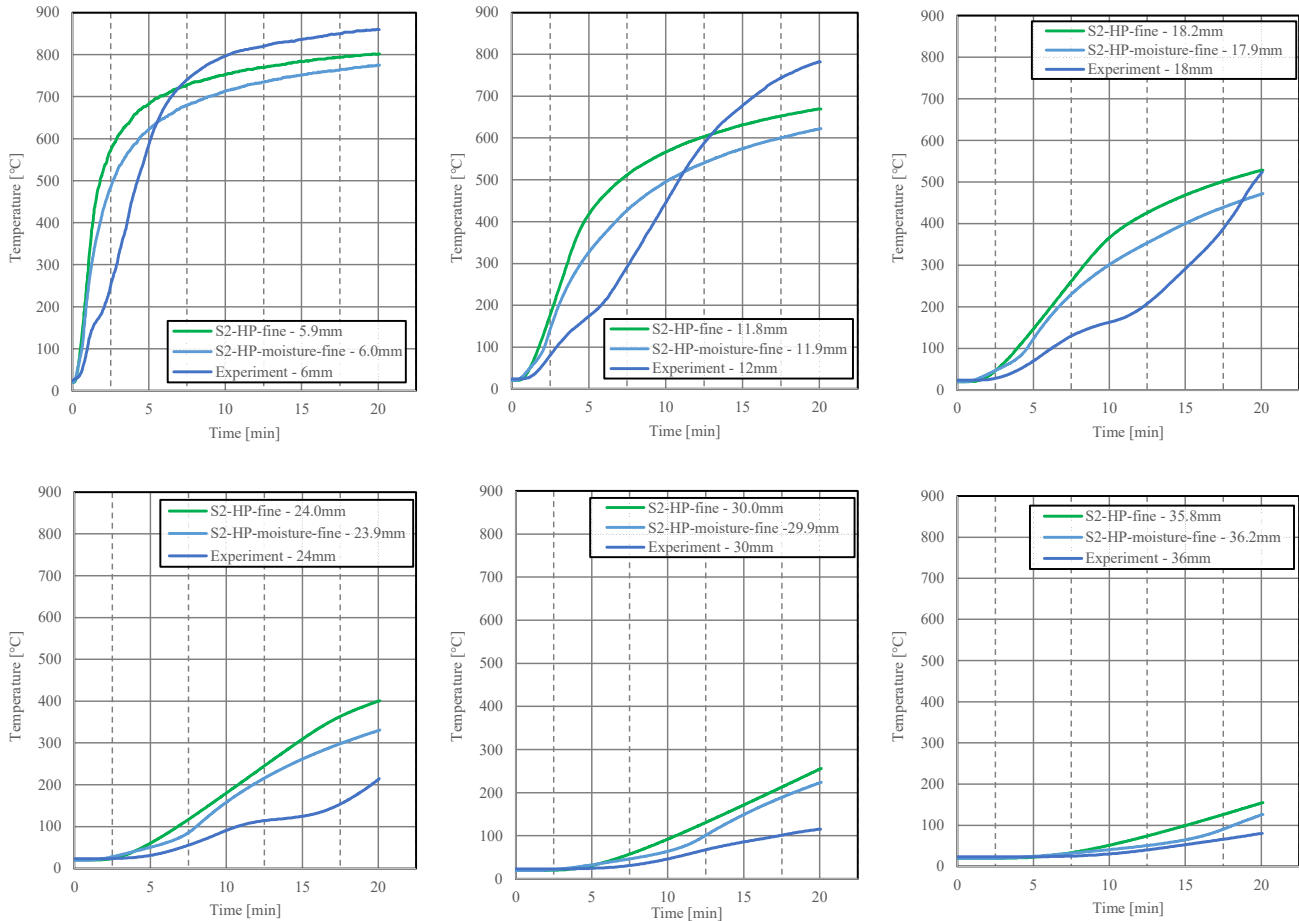 900
800
700
600
500
400
300
200
100
0
Temperature [°C]
S2-HP-fine - 5.9mm
S2-HP-moisture-fine - 6.0mm
Experiment - 6mm
0 5 10 15 20
Time [min]
900
800
700
600
500
400
300
200
100
0
Temperature [°C]
S2-HP-fine - 11.8mm
S2-HP-moisture-fine - 11.9mm
Experiment - 12mm
0 5 10 15 20
Time [min]
900
800
700
600
500
400
300
200
100
0
Temperature [°C]
S2-HP-fine - 18.2mm
S2-HP-moisture-fine - 17.9mm
Experiment - 18mm
0 5 10 15 20
Time [min]
900
800
700
600
500
400
300
200
100
0
Temperature [°C]
S2-HP-fine - 24.0mm
S2-HP-moisture-fine - 23.9mm
Experiment - 24mm
0 5 10 15 20
Time [min]
900
800
700
600
500
400
300
200
100
0
Temperature [°C]
S2-HP-fine - 30.0mm
S2-HP-moisture-fine -29.9mm
Experiment - 30mm
0 5 10 15 20
Time [min]
900
800
700
600
500
400
300
200
100
0
Temperature [°C]
S2-HP-fine - 35.8mm
S2-HP-moisture-fine - 36.2mm
Experiment - 36mm
0 5 10 15 20
Time [min]